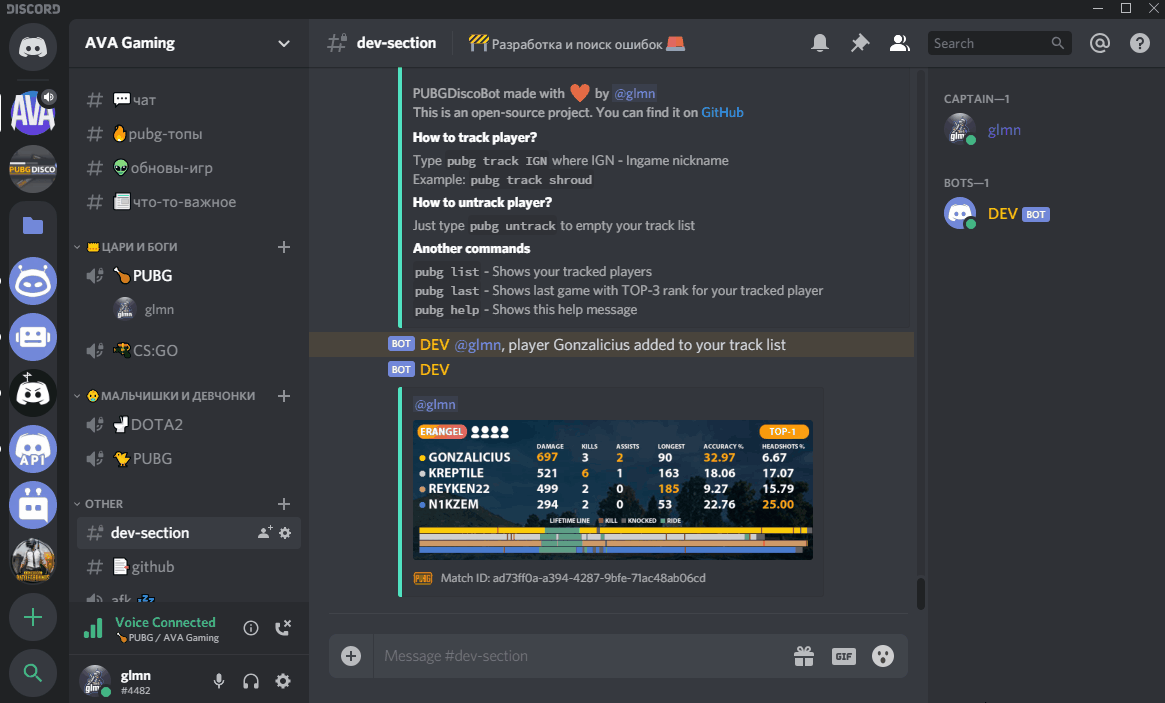 DISCORD
AVA
PUBG DISCO
API
AVA Gaming
# 💬чат
# 🔥pubg-топы
# 👽обновы-игр
# 📰что-то-важное
ЦАРИ И БОГИ
PUBG
glmn
CS:GO
МАЛЬЧИШКИ И ДЕВЧОНКИ
🚽DOTA2
🐤PUBG
OTHER
# dev-section
# 📑github
afk 💤
Voice Connected
PUBG / AVA Gaming
glmn
#4482
# dev-section
🚧Разработка и поиск ошибок
Search
PUBGDiscoBot made with ❤️ by @glmn
This is an open-source project. You can find it on GitHub
How to track player?
Type pubg track IGN where IGN - Ingame nickname
Example: pubg track shroud
How to untrack player?
Just type pubg untrack to empty your track list
Another commands
pubg list - Shows your tracked players
pubg last - Shows last game with TOP-3 rank for your tracked player
pubg help - Shows this help message
BOT DEV @glmn, player Gonzalicius added to your track list
BOT DEV
@glmn
ERANGEL TOP-1
DAMAGE KILLS ASSISTS LONGEST ACCURACY % HEADSHOTS %
GONZALICIUS 697 3 2 90 32.97 6.67
KREPTILE 521 6 1 163 18.06 17.07
REYKEN22 499 2 0 185 9.27 15.79
N1KZEM 294 2 0 53 22.76 25.00
LIFETIME LINE KILL KNOCKED RIDE
PUBG Match ID: ad73ff0a-a394-4287-9bfe-71ac48ab06cd
Message #dev-section
GIF
CAPTAIN—1
glmn
BOTS—1
DEV BOT